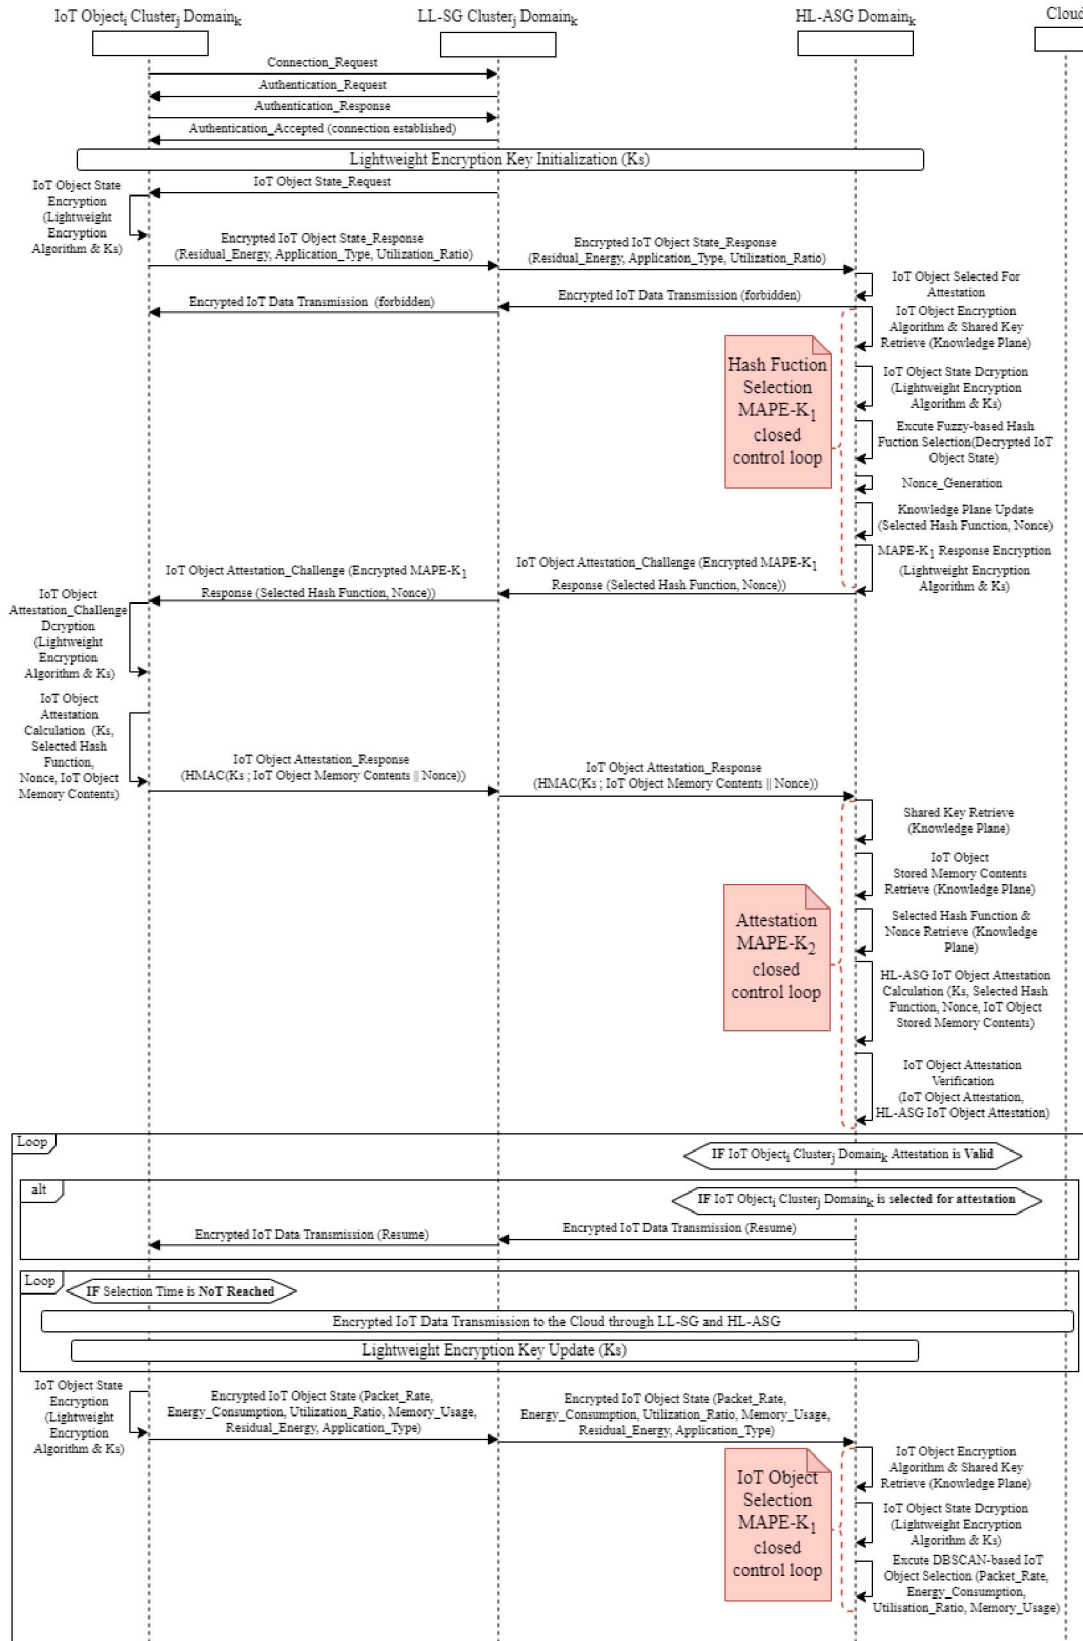 IoT Objecti Clusterj Domaink
LL-SG Clusterj Domaink
HL-ASG Domaink
Cloud
Connection_Request
Authentication_Request
Authentication_Response
Authentication_Accepted (connection established)
Lightweight Encryption Key Initialization (Ks)
IoT Object State_Request
IoT Object State
Encryption
(Lightweight
Encryption
Algorithm & Ks)
Encrypted IoT Object State_Response
(Residual_Energy, Application_Type, Utilization_Ratio)
Encrypted IoT Object State_Response
(Residual_Energy, Application_Type, Utilization_Ratio)
IoT Object Selected For
Attestation
Encrypted IoT Data Transmission (forbidden)
Encrypted IoT Data Transmission (forbidden)
IoT Object Encryption
Algorithm & Shared Key
Retrieve (Knowledge Plane)
Hash Fuction
Selection
MAPE-K1
closed
control loop
IoT Object State Dcryption
(Lightweight Encryption
Algorithm & Ks)
Excute Fuzzy-based Hash
Fuction Selection(Decrypted IoT
Object State)
Nonce_Generation
Knowledge Plane Update
(Selected Hash Function, Nonce)
MAPE-K1 Response Encryption
(Lightweight Encryption
Algorithm & Ks)
IoT Object Attestation_Challenge (Encrypted MAPE-K1
Response (Selected Hash Function, Nonce))
IoT Object Attestation_Challenge (Encrypted MAPE-K1
Response (Selected Hash Function, Nonce))
IoT Object
Attestation_Challenge
Dcryption
(Lightweight
Encryption
Algorithm & Ks)
IoT Object
Attestation
Calculation (Ks,
Selected Hash
Function,
Nonce, IoT Object
Memory Contents)
IoT Object Attestation_Response
(HMAC(Ks ; IoT Object Memory Contents || Nonce))
IoT Object Attestation_Response
(HMAC(Ks ; IoT Object Memory Contents || Nonce))
Shared Key Retrieve
(Knowledge Plane)
IoT Object
Stored Memory Contents
Retrieve (Knowledge Plane)
Attestation
MAPE-K2
closed
control loop
Selected Hash Function &
Nonce Retrieve (Knowledge
Plane)
HL-ASG IoT Object Attestation
Calculation (Ks, Selected Hash
Function, Nonce, IoT Object
Stored Memory Contents)
IoT Object Attestation
Verification
(IoT Object Attestation,
HL-ASG IoT Object Attestation)
Loop
IF IoT Objecti Clusterj Domaink Attestation is Valid
alt
IF IoT Objecti Clusterj Domaink is selected for attestation
Encrypted IoT Data Transmission (Resume)
Encrypted IoT Data Transmission (Resume)
Loop
IF Selection Time is NoT Reached
Encrypted IoT Data Transmission to the Cloud through LL-SG and HL-ASG
Lightweight Encryption Key Update (Ks)
IoT Object State
Encryption
(Lightweight
Encryption
Algorithm & Ks)
Encrypted IoT Object State (Packet_Rate,
Energy_Consumption, Utilization_Ratio, Memory_Usage,
Residual_Energy, Application_Type)
Encrypted IoT Object State (Packet_Rate,
Energy_Consumption, Utilization_Ratio, Memory_Usage,
Residual_Energy, Application_Type)
IoT Object
Selection
MAPE-K1
closed
control loop
IoT Object Encryption
Algorithm & Shared Key
Retrieve (Knowledge Plane)
IoT Object State Dcryption
(Lightweight Encryption
Algorithm & Ks)
Excute DBSCAN-based IoT
Object Selection (Packet_Rate,
Energy_Consumption,
Utilisation_Ratio, Memory_Usage)